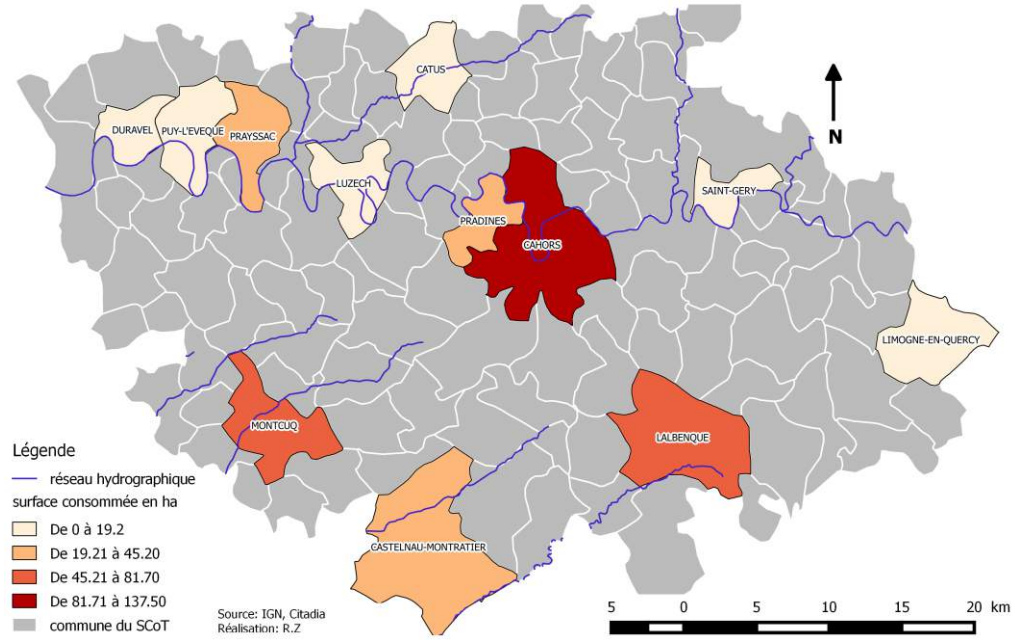 CATUS
DURAVEL
PUY-L'EVEQUE
PRAYSSAC
N
LUZECH
SAINT-GERY
PRADINES
CAHORS
LIMOGNE-EN-QUERCY
MONTCUQ
LALBENQUE
CASTELNAU-MONTRATIER
Légende
réseau hydrographique
surface consommée en ha
De 0 à 19.2
De 19.21 à 45.20
De 45.21 à 81.70
De 81.71 à 137.50
commune du SCoT
Source: IGN, Citadia
Réalisation: R.Z
5 0 5 10 15 20 km